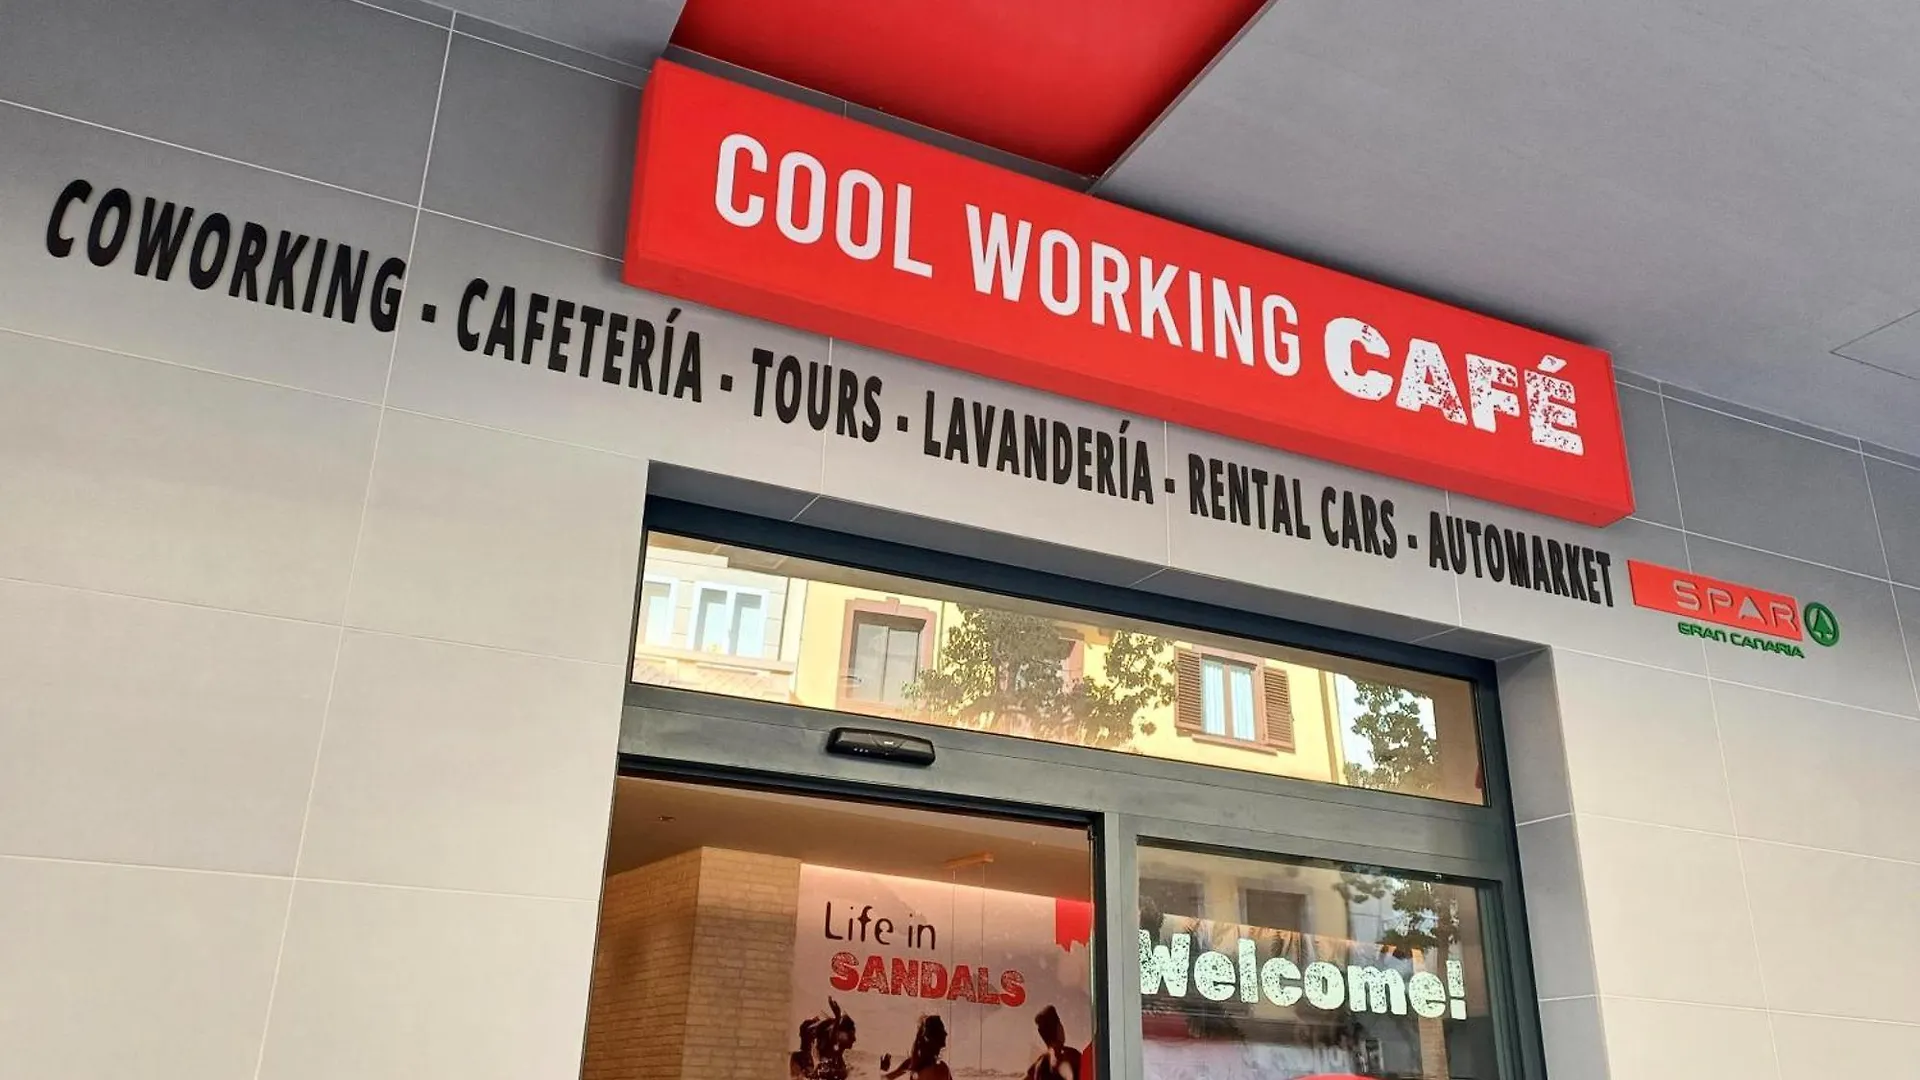 COOL WORKING CAFÉ
COWORKING - CAFETERÍA - TOURS - LAVANDERÍA - RENTAL CARS - AUTOMARKET
SPAR
GRAN CANARIA
Life in
SANDALS
Welcome!